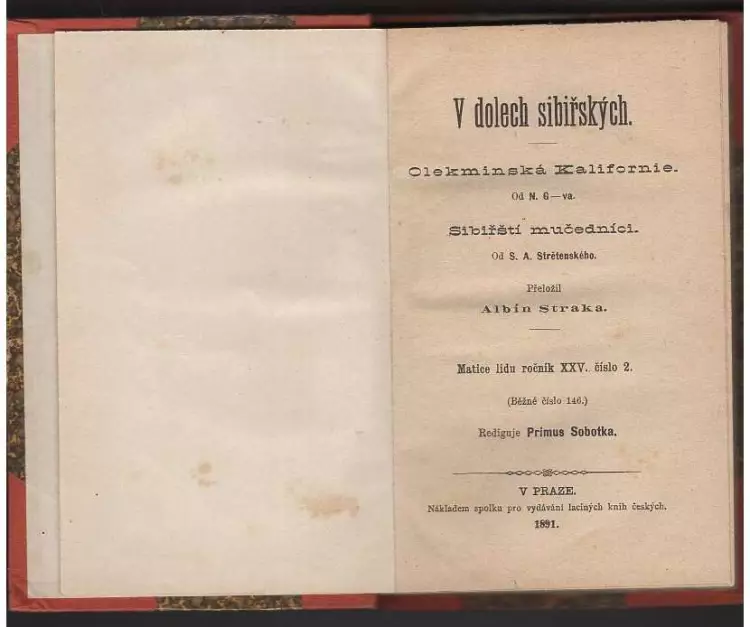 V dolech sibiřských.
Olekminská Kalifornie.
Od N. G—va.
Sibiřští mučedníci.
Od S. A. Strětenského.
Přeložil
Albín Straka.
Matice lidu ročník XXV. číslo 2.
(Běžné číslo 146.)
Rediguje Primus Sobotka.
V PRAZE.
Nákladem spolku pro vydávání laciných knih českých.
1891.